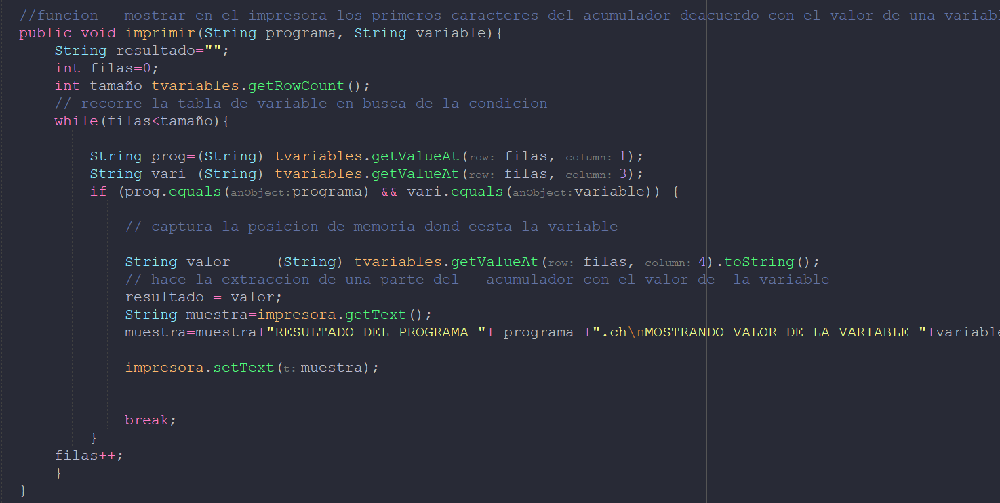 //funcion   mostrar en el impresora los primeros caracteres del acumulador deacuerdo con el valor de una
public void imprimir(String programa, String variable){
String resultado="";
int filas=0;
int tamaño=tvariables.getRowCount();
// recorre la tabla de variable en busca de la condicion
while(filas<tamaño){
String prog=(String) tvariables.getValueAt(row: filas, column: 1);
String vari=(String) tvariables.getValueAt(row: filas, column: 3);
if (prog.equals(anObject:programa) && vari.equals(anObject:variable)) {
// captura la posicion de memoria dond eesta la variable
String valor=    (String) tvariables.getValueAt(row: filas, column: 4).toString();
// hace la extraccion de una parte del   acumulador con el valor de  la variable
resultado = valor;
String muestra=impresora.getText();
muestra=muestra+"RESULTADO DEL PROGRAMA "+ programa +".ch\nMOSTRANDO VALOR DE LA VARIABLE "+
impresora.setText(t: muestra);
break;
}
filas++;
}
}